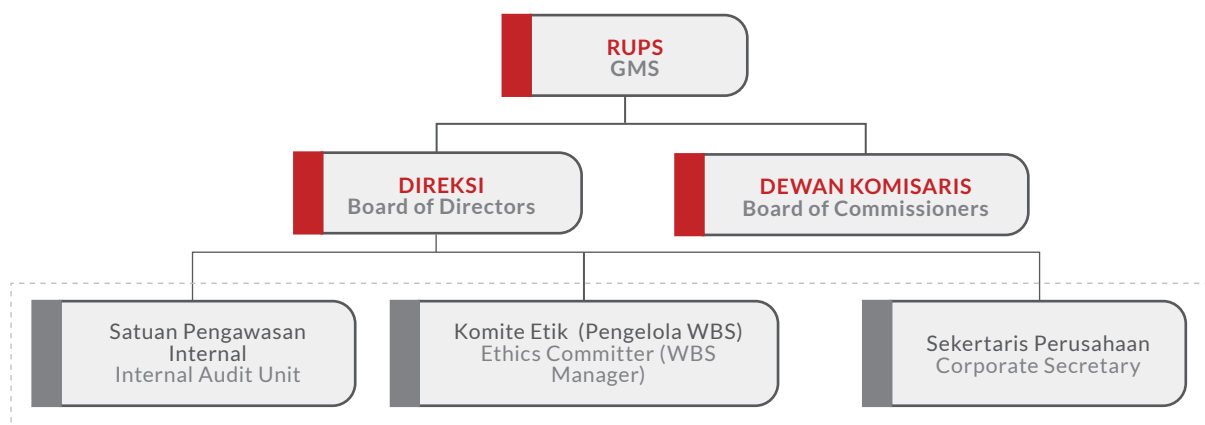 RUPS
GMS
DIREKSI
Board of Directors
DEWAN KOMISARIS
Board of Commissioners
Satuan Pengawasan
Internal
Internal Audit Unit
Komite Etik  (Pengelola WBS)
Ethics Committer (WBS
Manager)
Sekertaris Perusahaan
Corporate Secretary